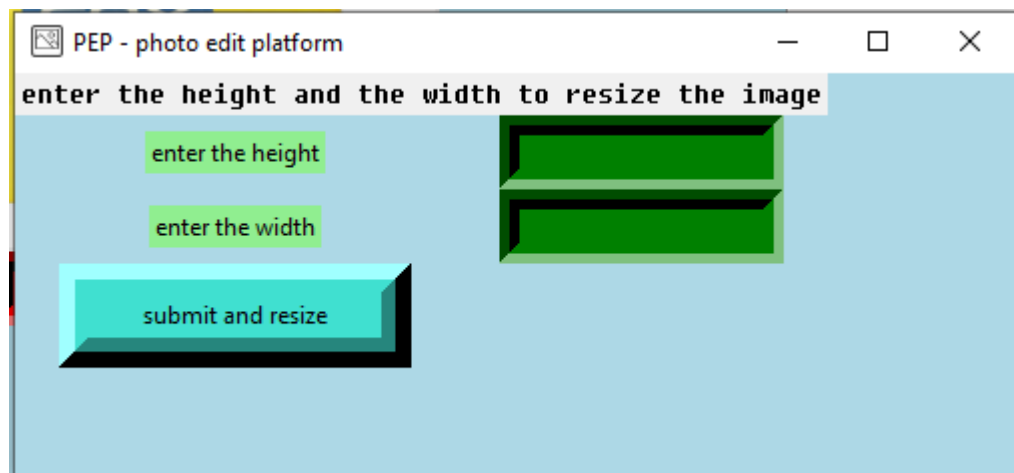 PEP - photo edit platform
enter the height and the width to resize the image
enter the height
enter the width
submit and resize